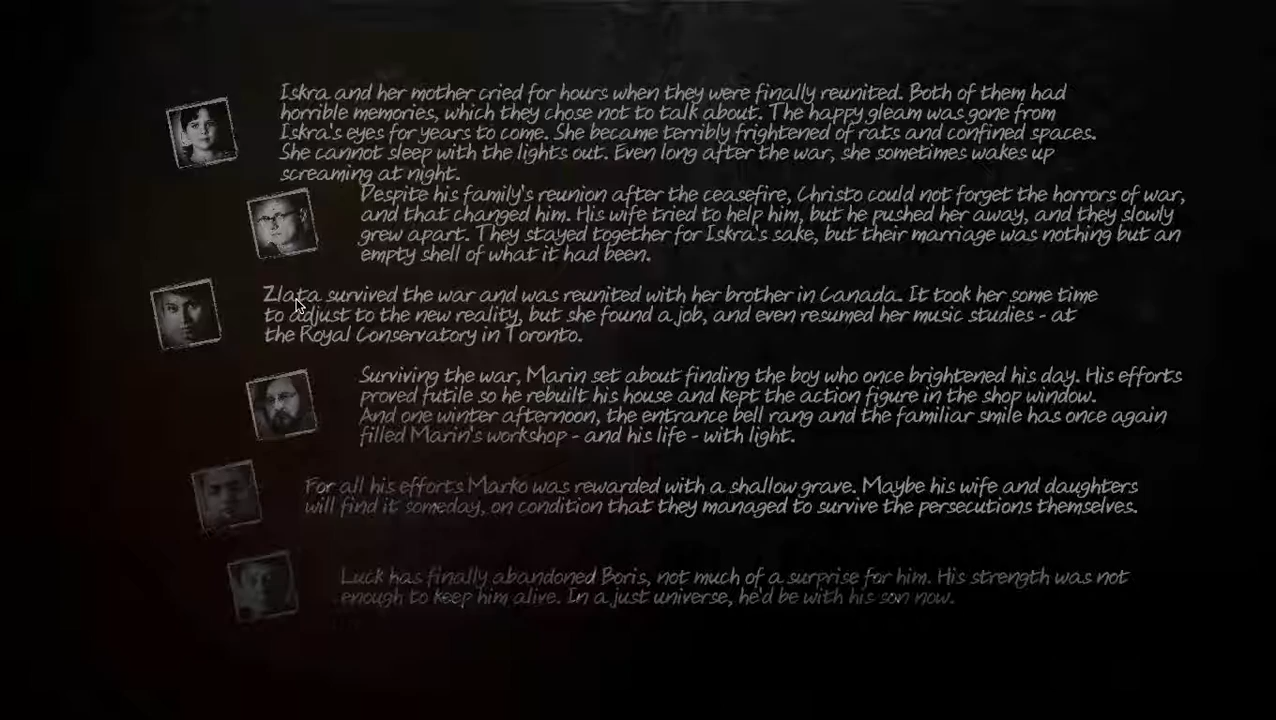 Iskra and her mother cried for hours when they were finally reunited. Both of them had
horrible memories, which they chose not to talk about. The happy gleam was gone from
Iskra's eyes for years to come. She became terribly frightened of rats and confined spaces.
She cannot sleep with the lights out. Even long after the war, she sometimes wakes up
screaming at night.
Despite his family's reunion after the ceasefire, Christo could not forget the horrors of war,
and that changed him. His wife tried to help him, but he pushed her away, and they slowly
grew apart. They stayed together for Iskra's sake, but their marriage was nothing but an
empty shell of what it had been.
Zlata survived the war and was reunited with her brother in Canada. It took her some time
to adjust to the new reality, but she found a job, and even resumed her music studies - at
the Royal Conservatory in Toronto.
Surviving the war, Marin set about finding the boy who once brightened his day. His efforts
proved futile so he rebuilt his house and kept the action figure in the shop window.
And one winter afternoon, the entrance bell rang and the familiar smile has once again
filled Marin's workshop - and his life - with light.
For all his efforts Marko was rewarded with a shallow grave. Maybe his wife and daughters
will find it someday, on condition that they managed to survive the persecutions themselves.
Luck has finally abandoned Boris, not much of a surprise for him. His strength was not
enough to keep him alive. In a just universe, he'd be with his son now.